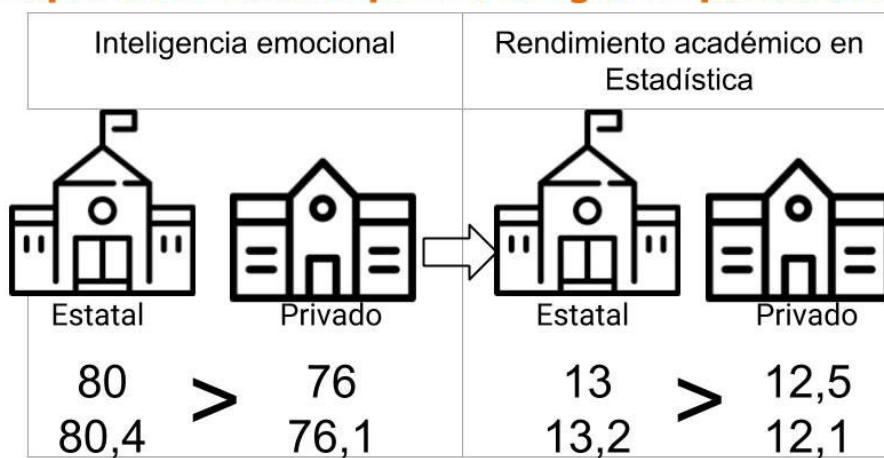 Inteligencia emocional
Rendimiento académico en
Estadística
Estatal
Privado
Estatal
Privado
80 > 76
80,4 76,1
13 > 12,5
13,2 12,1